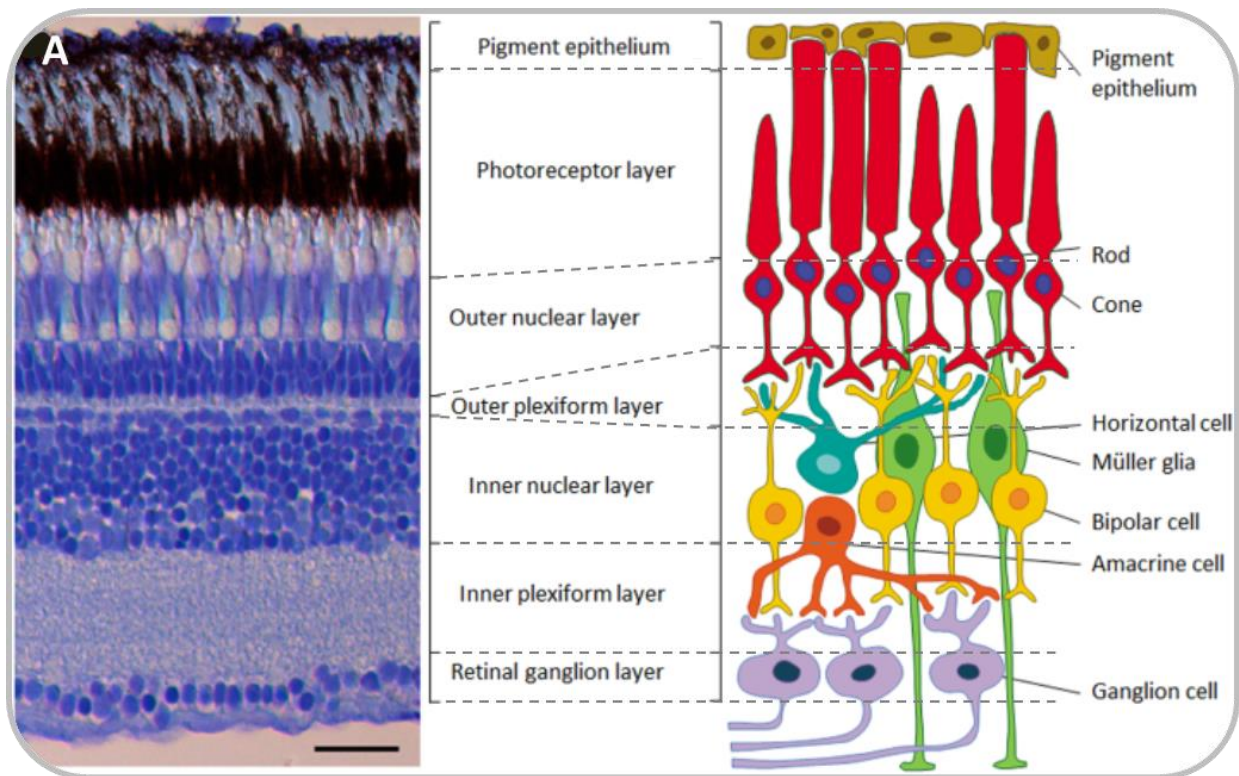 A
Pigment epithelium
Photoreceptor layer
Outer nuclear layer
Outer plexiform layer
Inner nuclear layer
Inner plexiform layer
Retinal ganglion layer
Pigment
epithelium
Rod
Cone
Horizontal cell
Müller glia
Bipolar cell
Amacrine cell
Ganglion cell